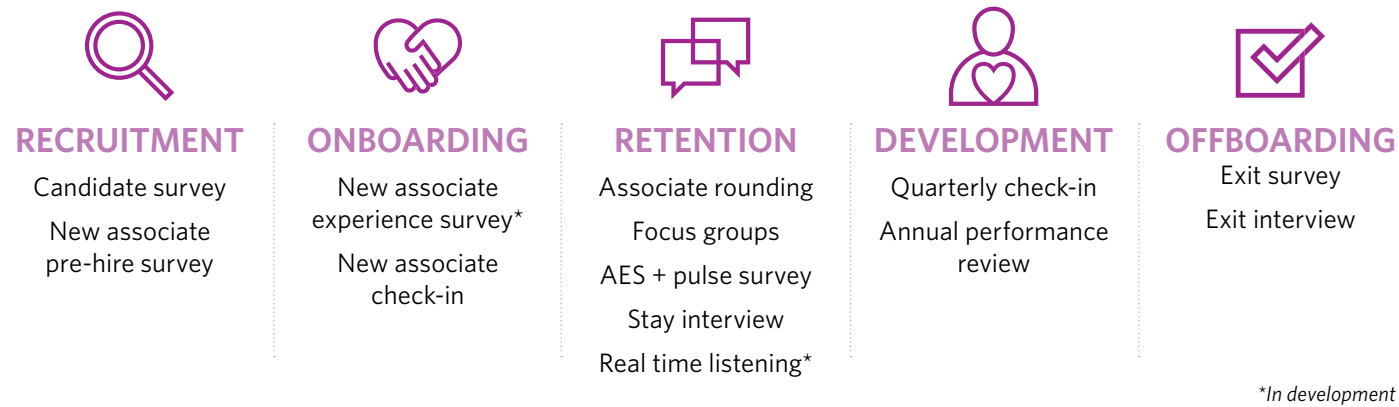 RECRUITMENT
Candidate survey
New associate
pre-hire survey
ONBOARDING
New associate
experience survey*
New associate
check-in
RETENTION
Associate rounding
Focus groups
AES + pulse survey
Stay interview
Real time listening*
DEVELOPMENT
Quarterly check-in
Annual performance
review
OFFBOARDING
Exit survey
Exit interview
*In development